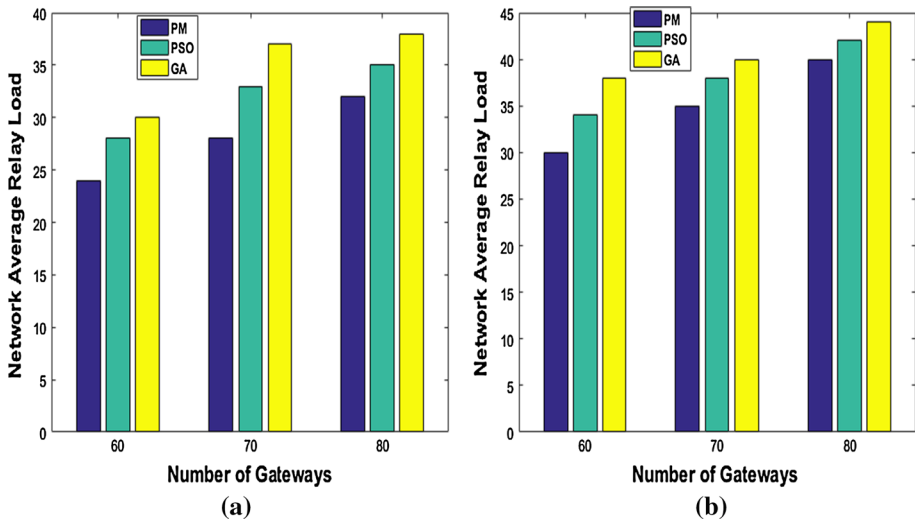 40
35
30
25
20
15
10
5
0
Network Average Relay Load
PM
PSO
GA
60
70
80
Number of Gateways
(a)
45
40
35
30
25
20
15
10
5
0
Network Average Relay Load
PM
PSO
GA
60
70
80
Number of Gateways
(b)